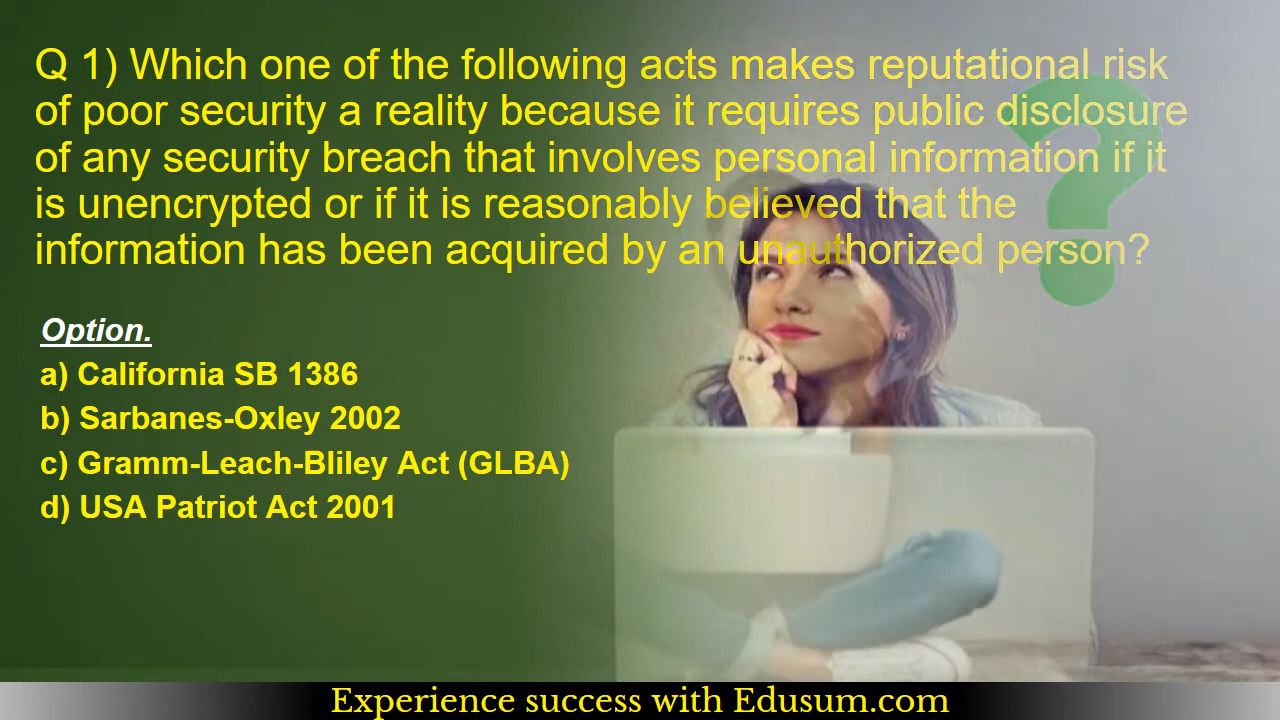 Q 1) Which one of the following acts makes reputational risk
of poor security a reality because it requires public disclosure
of any security breach that involves personal information if it
is unencrypted or if it is reasonably believed that the
information has been acquired by an unauthorized person?
Option.
a) California SB 1386
b) Sarbanes-Oxley 2002
c) Gramm-Leach-Bliley Act (GLBA)
d) USA Patriot Act 2001
Experience success with Edusum.com